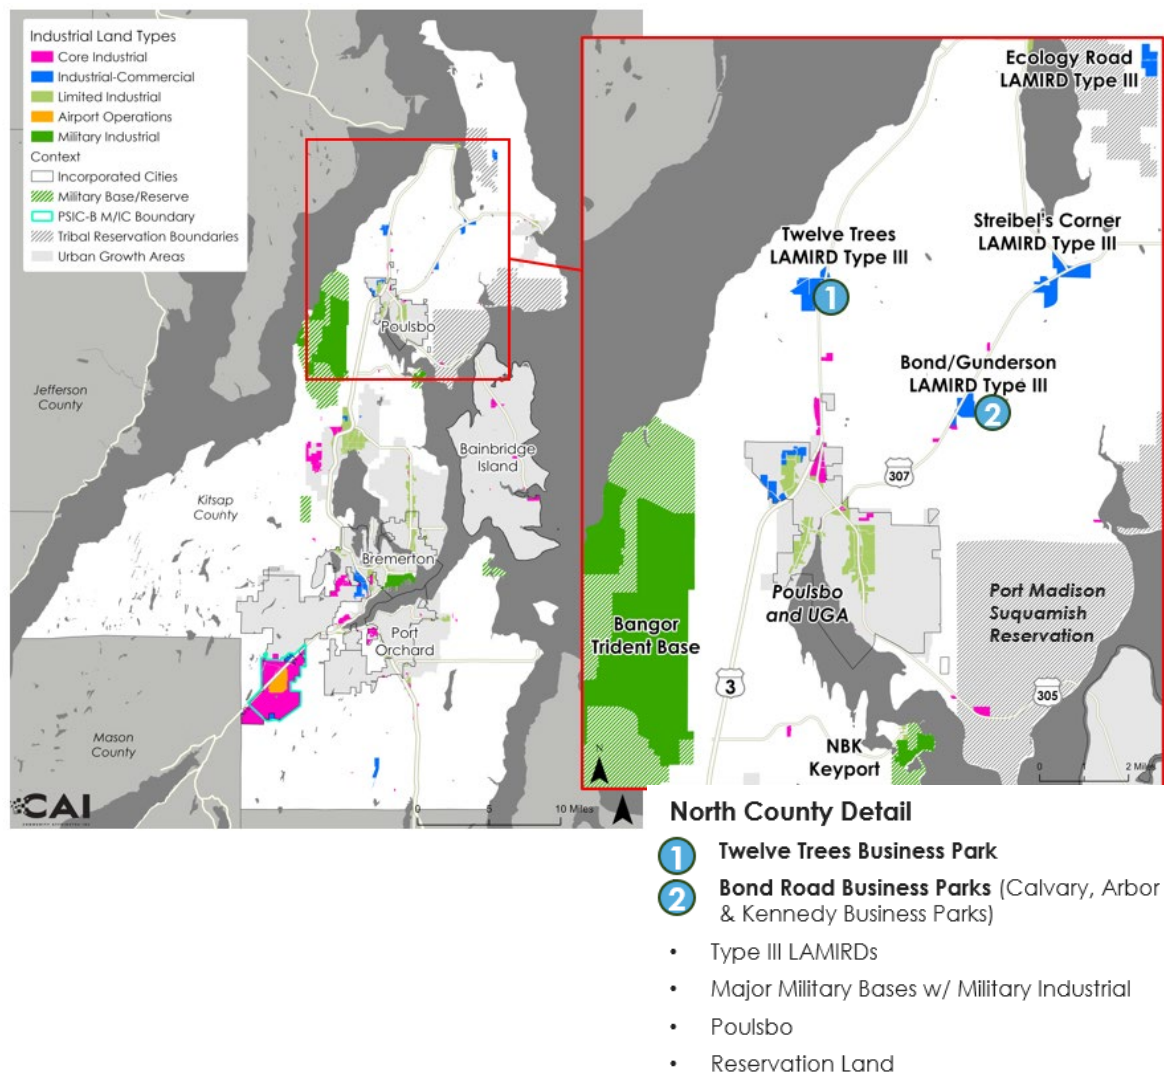 Industrial Land Types
Core Industrial
Industrial-Commercial
Limited Industrial
Airport Operations
Military Industrial
Context
Incorporated Cities
Military Base/Reserve
PSIC-B M/IC Boundary
Tribal Reservation Boundaries
Urban Growth Areas
Poulsbo
Jefferson
County
Bainbridge
Island
Kitsap
County
Bremerton
Port
Orchard
Mason
County
CAI
0 5 10 Miles
Ecology Road
LAMIRD Type III
Streibel's Corner
LAMIRD Type III
Twelve Trees
LAMIRD Type III
1
Bond/Gunderson
LAMIRD Type III
2
307
Poulsbo
and UGA
Port Madison
Suquamish
Reservation
Bangor
Trident Base
3
305
NBK
Keyport
N
0 1 2 Miles
North County Detail
1 Twelve Trees Business Park
2 Bond Road Business Parks (Calvary, Arbor
& Kennedy Business Parks)
• Type III LAMIRDs
• Major Military Bases w/ Military Industrial
• Poulsbo
• Reservation Land